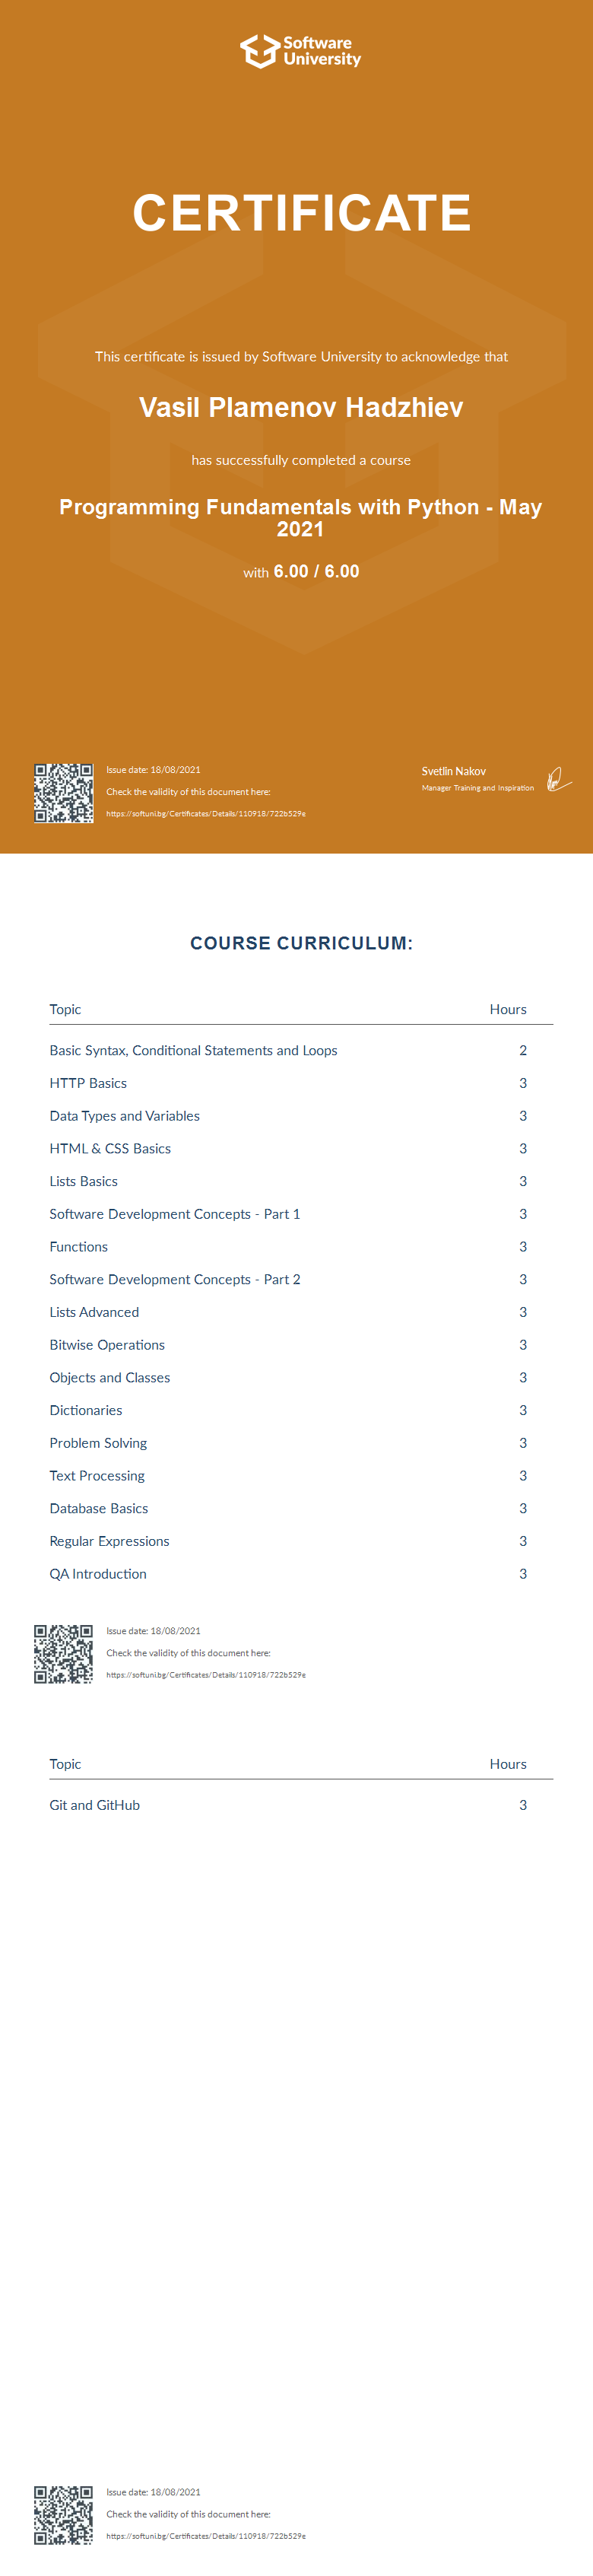 Software
University
CERTIFICATE
This certificate is issued by Software University to acknowledge that
Vasil Plamenov Hadzhiev
has successfully completed a course
Programming Fundamentals with Python - May
2021
with 6.00 / 6.00
Issue date: 18/08/2021
Check the validity of this document here:
https://softuni.bg/Certificates/Details/110918/722b529e
Svetlin Nakov
Manager Training and Inspiration
COURSE CURRICULUM:
Topic Hours
Basic Syntax, Conditional Statements and Loops 2
HTTP Basics 3
Data Types and Variables 3
HTML & CSS Basics 3
Lists Basics 3
Software Development Concepts - Part 1 3
Functions 3
Software Development Concepts - Part 2 3
Lists Advanced 3
Bitwise Operations 3
Objects and Classes 3
Dictionaries 3
Problem Solving 3
Text Processing 3
Database Basics 3
Regular Expressions 3
QA Introduction 3
Issue date: 18/08/2021
Check the validity of this document here:
https://softuni.bg/Certificates/Details/110918/722b529e
Topic Hours
Git and GitHub 3
Issue date: 18/08/2021
Check the validity of this document here:
https://softuni.bg/Certificates/Details/110918/722b529e